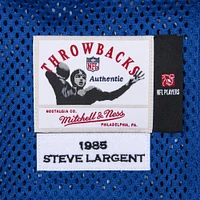 THROWBACKS
NFL
Authentic
NFL PLAYERS
NOSTALGIA CO.
Mitchell & Ness
PHILADELPHIA, PA.
1985
STEVE LARGENT